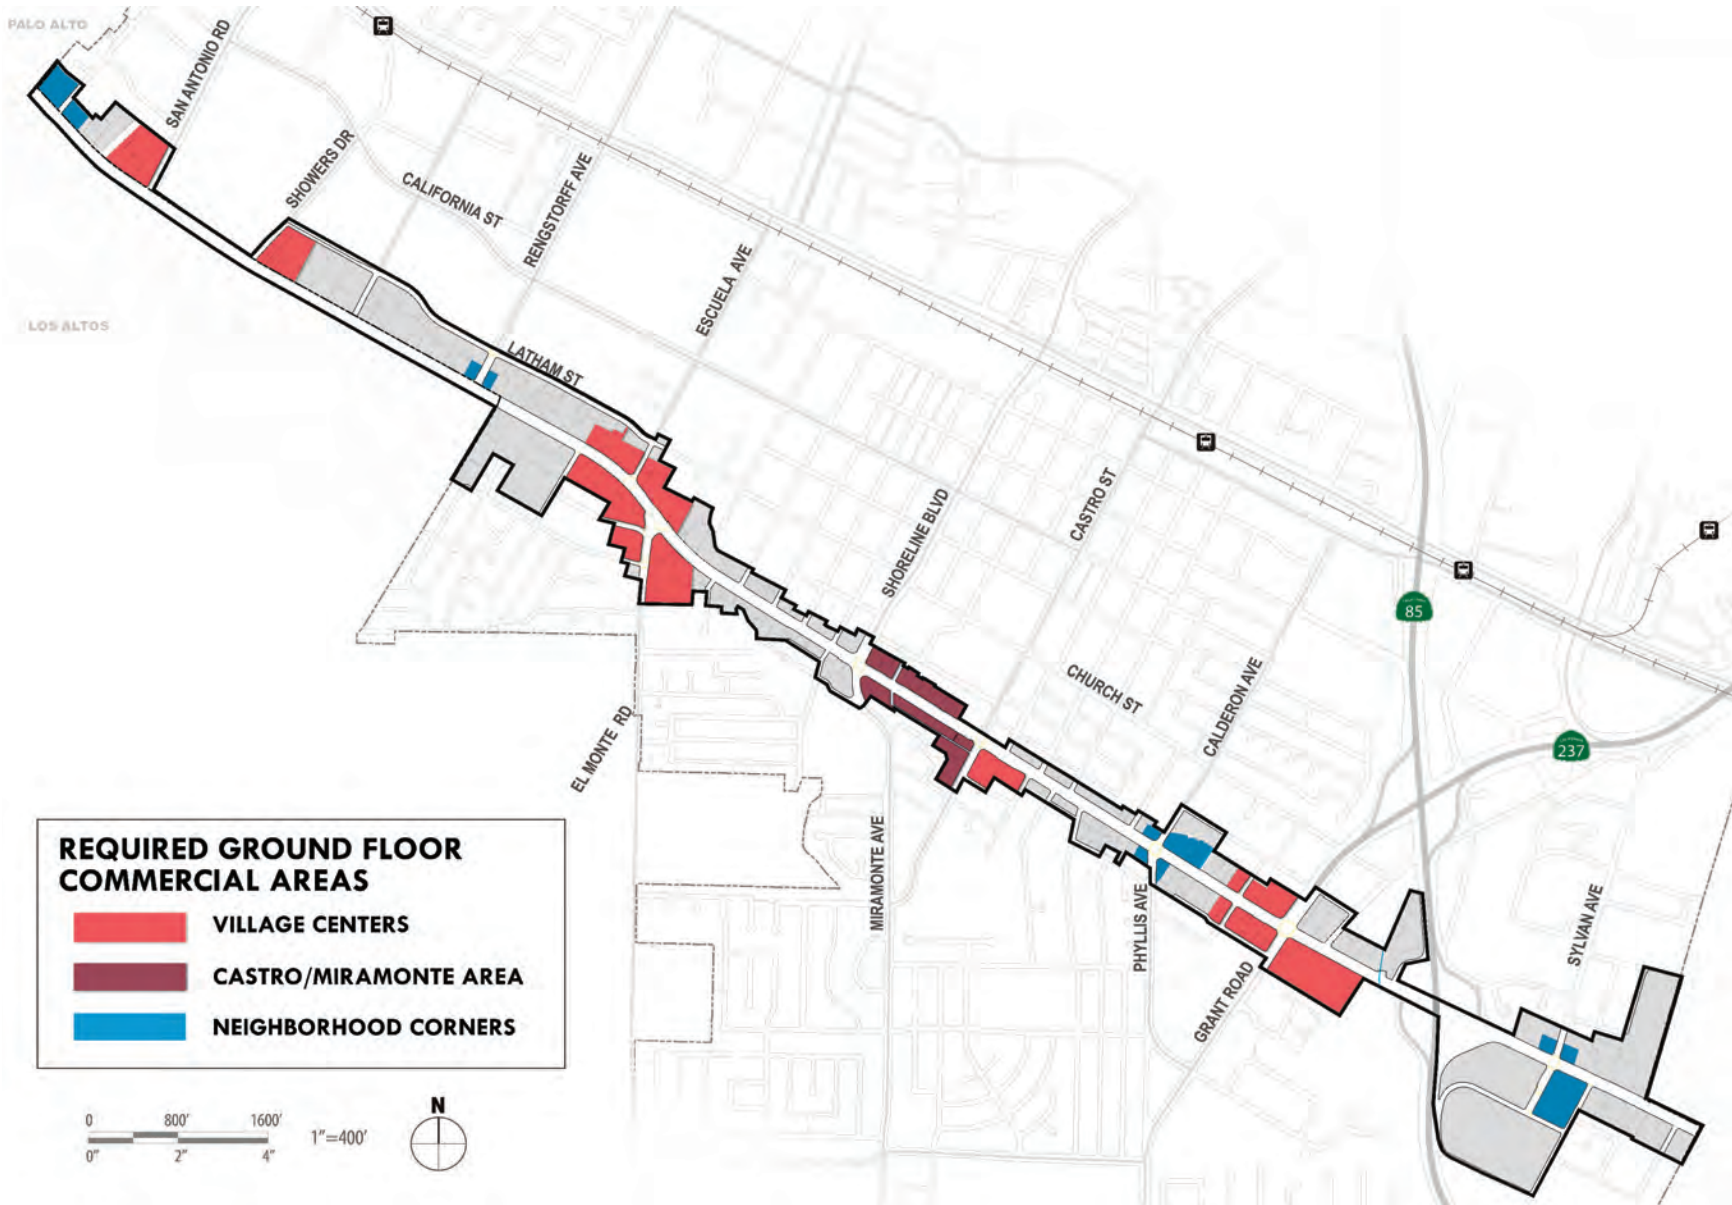 PALO ALTO
SAN ANTONIO RD
SHOWERS DR
CALIFORNIA ST
RENGSTORFF AVE
ESCUELA AVE
LOS ALTOS
LATHAM ST
SHORELINE BLVD
CASTRO ST
85
CHURCH ST
CALDERON AVE
237
EL MONTE RD
MIRAMONTE AVE
PHYLLIS AVE
GRANT ROAD
SYLVAN AVE
REQUIRED GROUND FLOOR
COMMERCIAL AREAS
VILLAGE CENTERS
CASTRO/MIRAMONTE AREA
NEIGHBORHOOD CORNERS
0 800' 1600'
0" 2" 4"
1"=400'
N